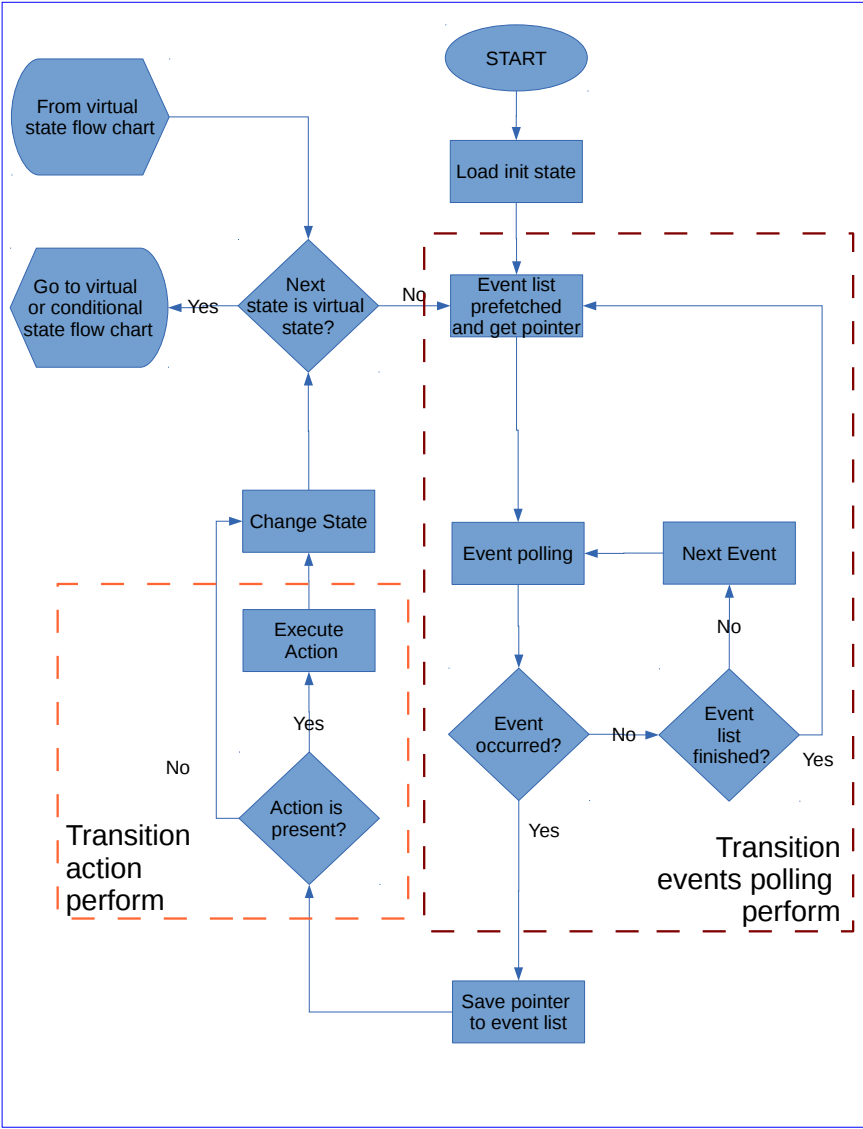 START
From virtual
state flow chart
Load init state
Next
state is virtual
state?
Go to virtual
or conditional
state flow chart
Yes
No
Event list
prefetched
and get pointer
Change State
Event polling
Next Event
Execute
Action
No
Yes
Event
occurred?
No
Event
list
finished?
Yes
No
Action is
present?
Yes
Transition
action
perform
Transition
events polling
perform
Save pointer
to event list